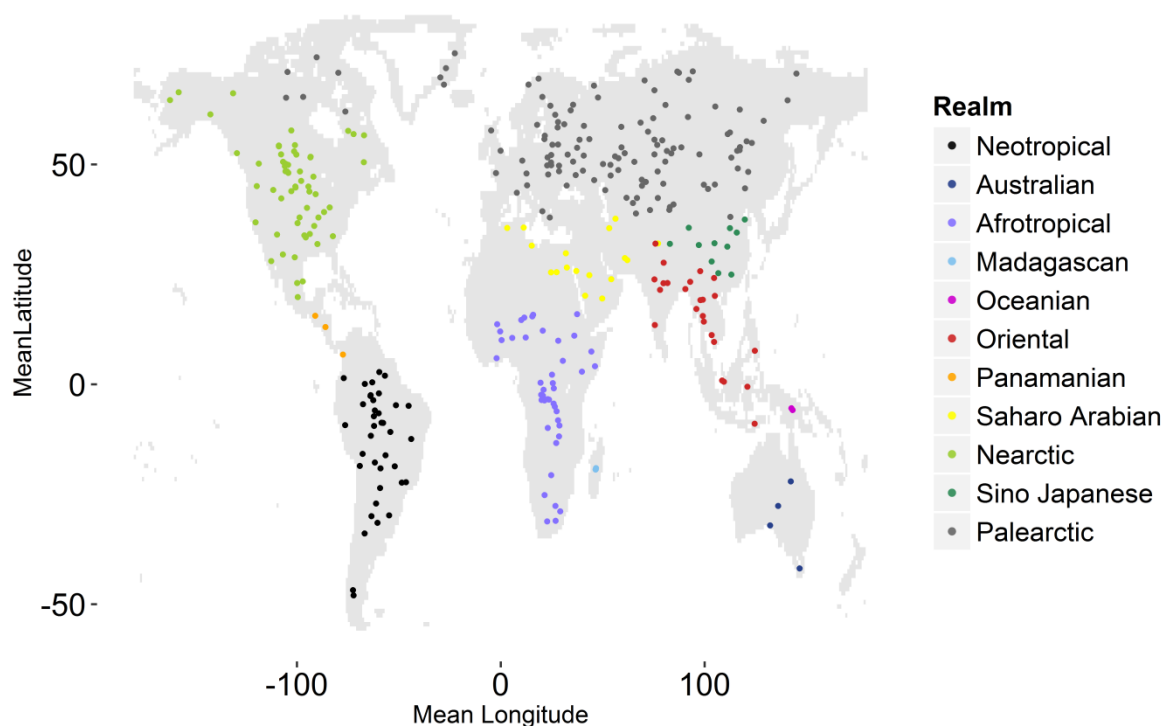 Realm
Neotropical
Australian
Afrotropical
Madagascan
Oceanian
Oriental
Panamanian
Saharo Arabian
Nearctic
Sino Japanese
Palearctic
MeanLatitude
50
0
-50
-100
0
100
Mean Longitude